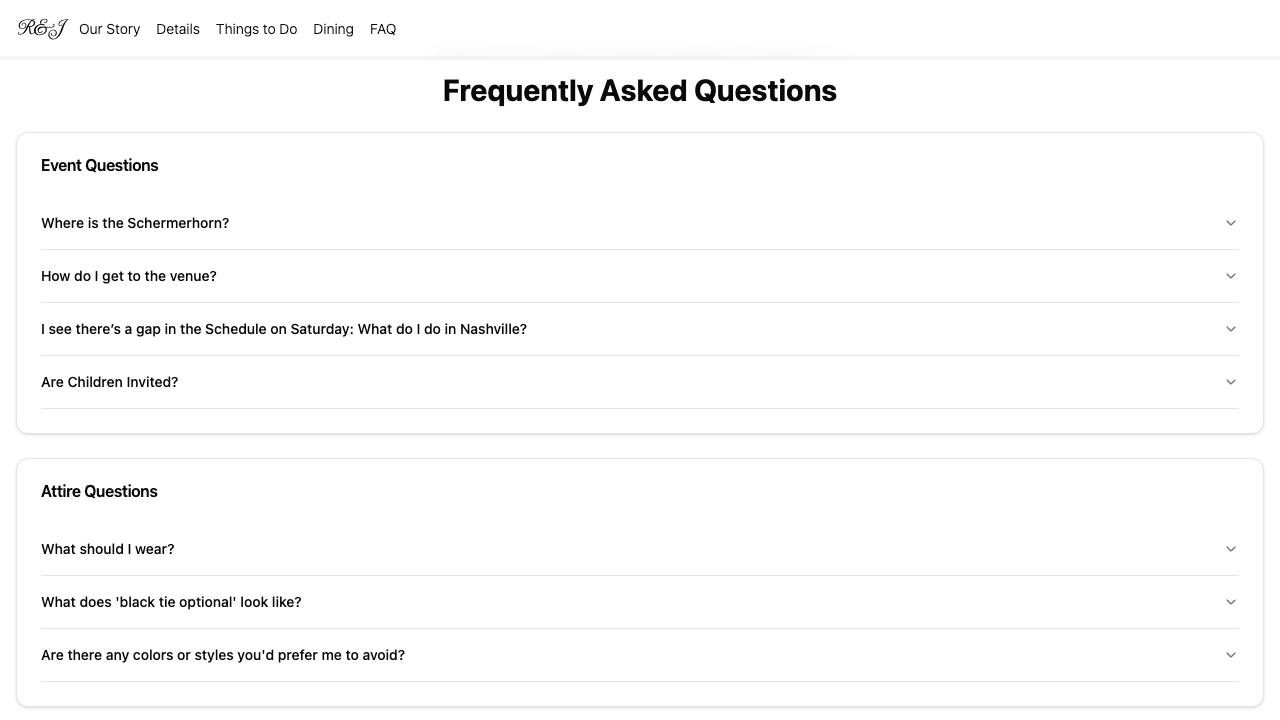 R&J Our Story Details Things to Do Dining FAQ
Frequently Asked Questions
Event Questions
Where is the Schermerhorn?
How do I get to the venue?
I see there’s a gap in the Schedule on Saturday: What do I do in Nashville?
Are Children Invited?
Attire Questions
What should I wear?
What does 'black tie optional' look like?
Are there any colors or styles you'd prefer me to avoid?